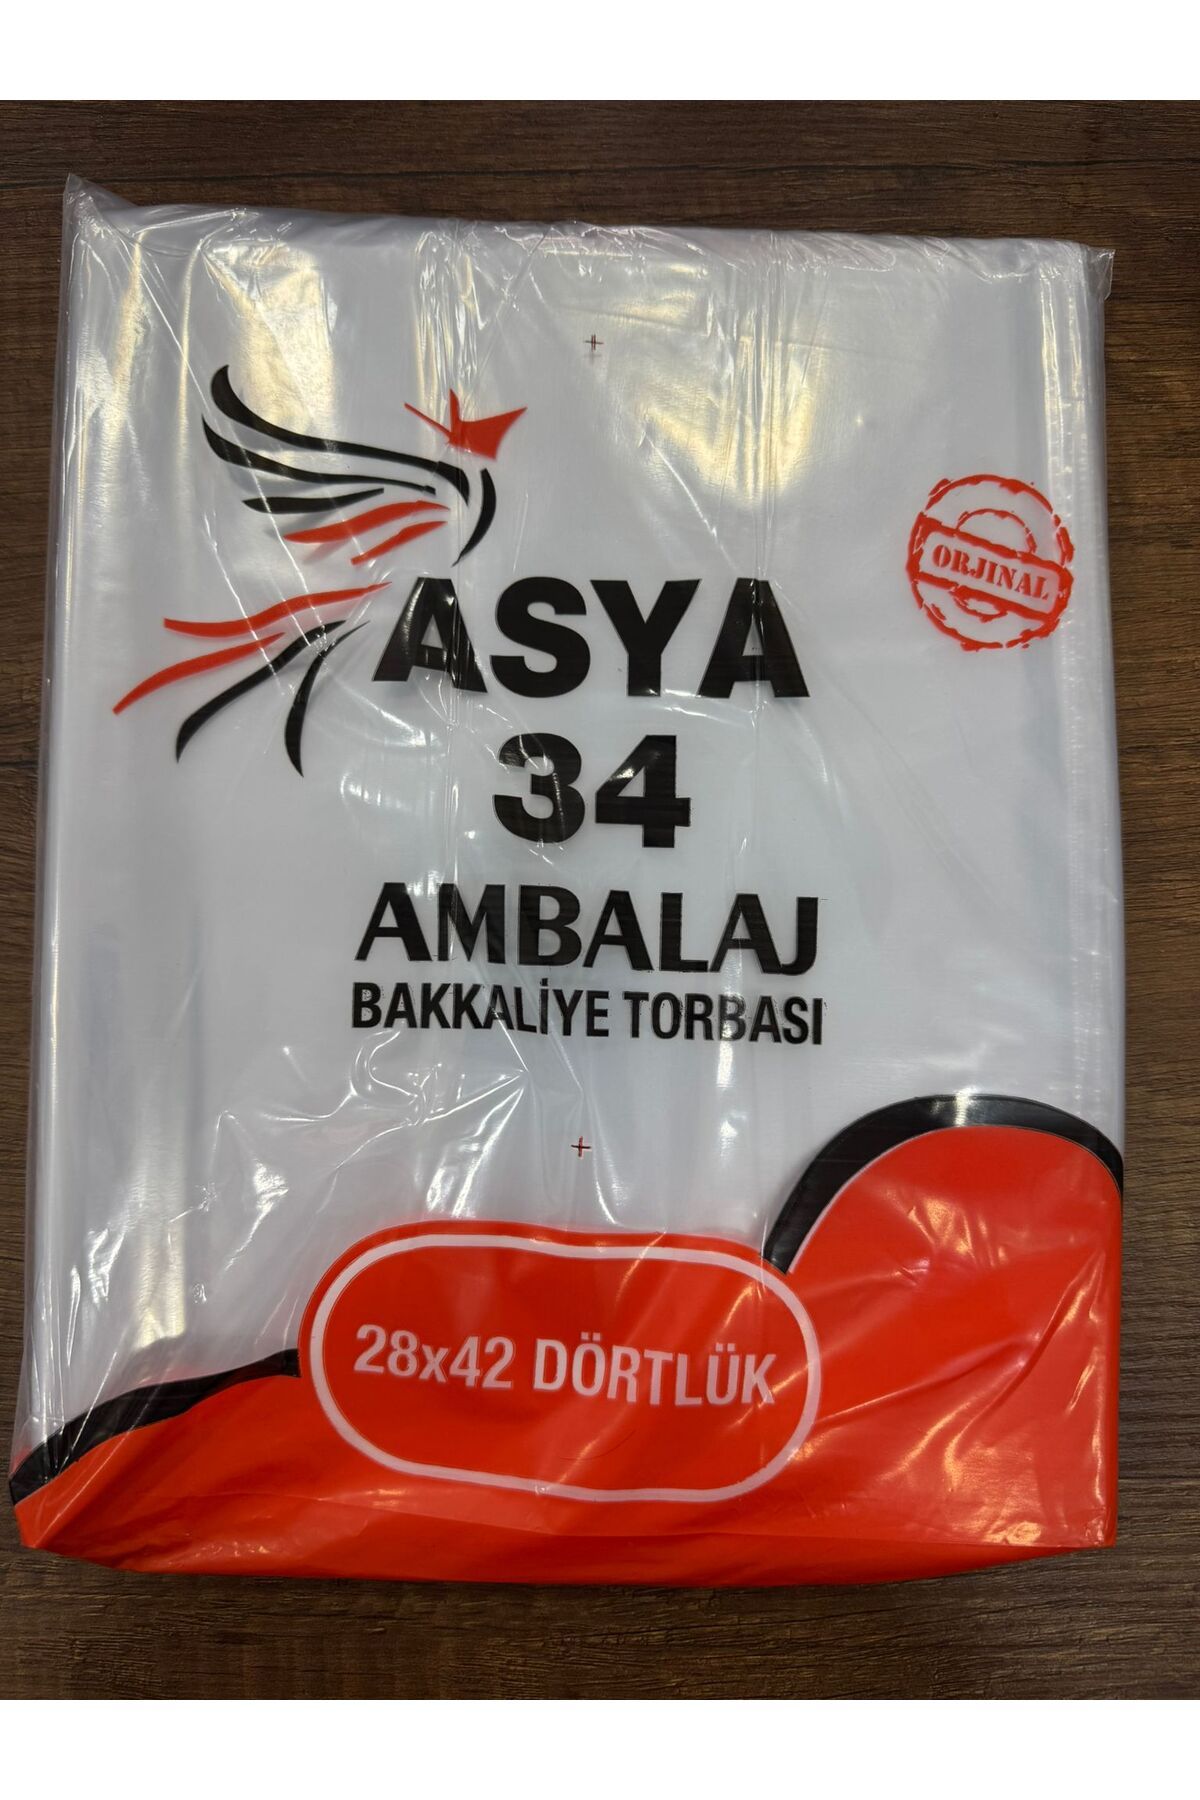 ORJINAL
ASYA
34
AMBALAJ
BAKKALİYE TORBASI
28x42 DÖRTLÜK